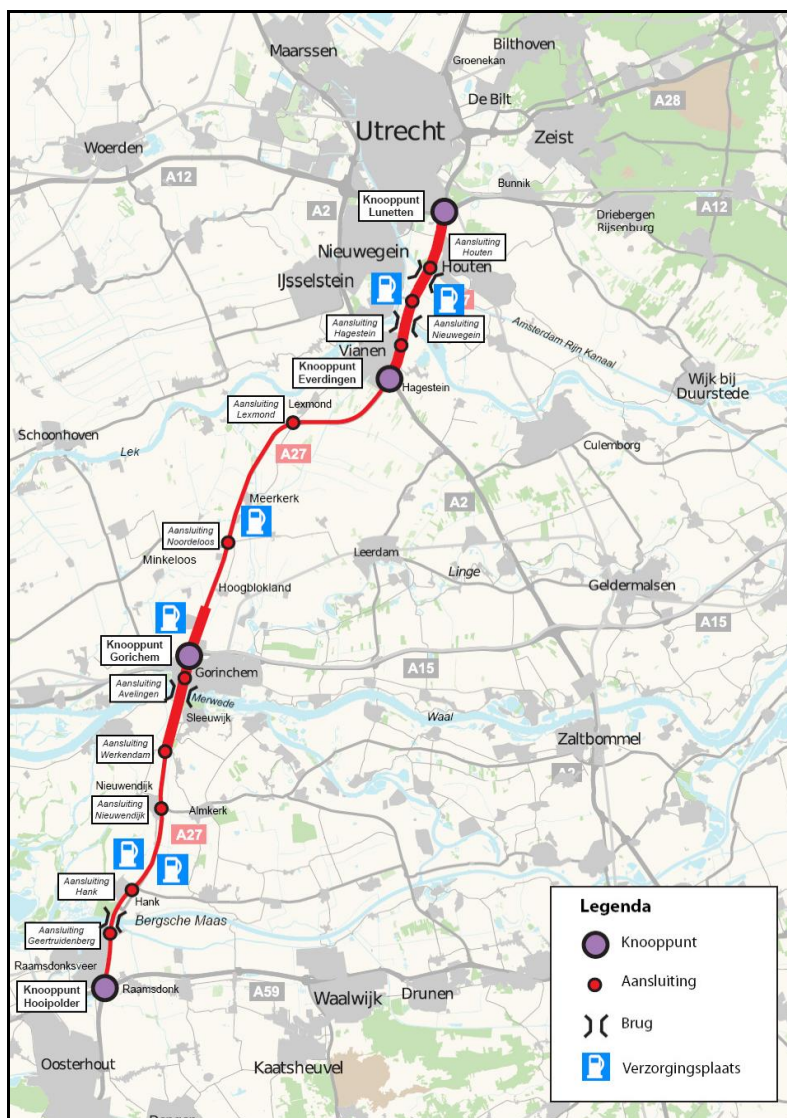 Maarssen
Bilthoven
Groenekan
De Bilt
A28
Utrecht
Zeist
Woerden
A12
Bunnik
A2
Knooppunt
Lunetten
A12
Driebergen
Rijsenburg
Aansluiting
Houten
Nieuwegein
Houten
IJsselstein
Aansluiting
Hagestein
Aansluiting
Nieuwegein
Amsterdam Rijn Kanaal
Vianen
Knooppunt
Everdingen
Hagestein
Wijk bij
Duurstede
Aansluiting
Lexmond
Lexmond
Schoonhoven
Lek
A27
Culemborg
A2
Meerkerk
Aansluiting
Noordeloos
Minkeloos
Leerdam
Linge
Hoogblokland
Geldermalsen
A15
Knooppunt
Gorichem
Gorinchem
A15
Aansluiting
Avelingen
Merwede
Sleeuwijk
Waal
Zaltbommel
Aansluiting
Werkendam
Nieuwendijk
Aansluiting
Nieuwendijk
Almkerk
A27
Aansluiting
Hank
Hank
Bergsche Maas
Aansluiting
Geertruidenberg
Raamsdonksveer
Knooppunt
Hooipolder
Raamsdonk
A59
Waalwijk
Drunen
Oosterhout
Kaatsheuvel
Legenda
Knooppunt
Aansluiting
Brug
Verzorgingsplaats